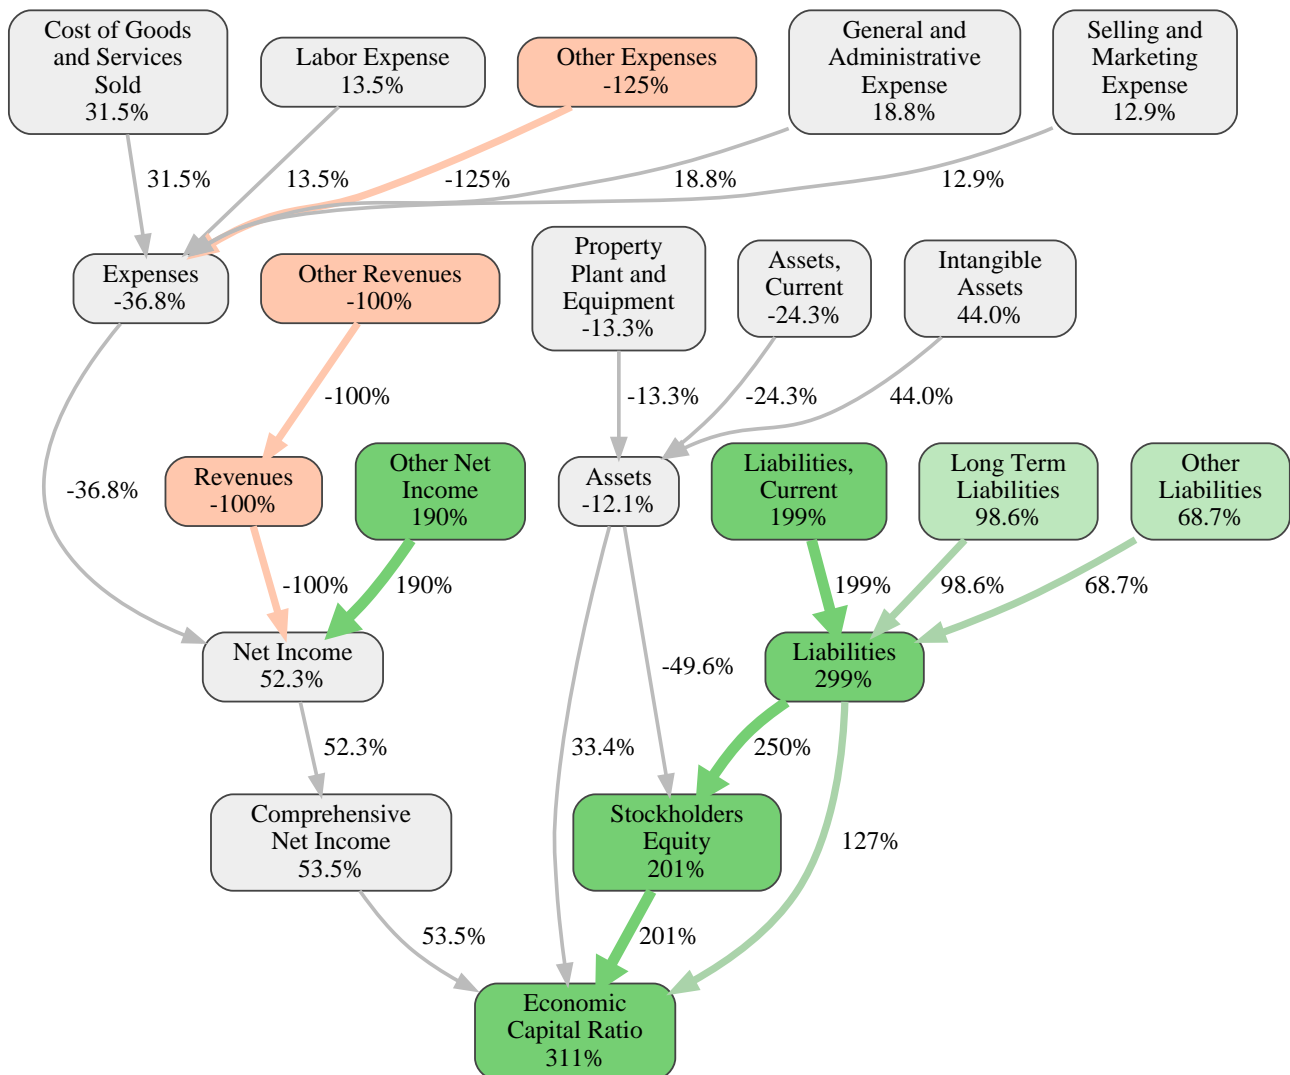 Cost of Goods
and Services
Sold
31.5%
Labor Expense
13.5%
Other Expenses
-125%
General and
Administrative
Expense
18.8%
Selling and
Marketing
Expense
12.9%
31.5%
13.5%
-125%
18.8%
12.9%
Expenses
-36.8%
Other Revenues
-100%
Property
Plant and
Equipment
-13.3%
Assets,
Current
-24.3%
Intangible
Assets
44.0%
-100%
-13.3%
-24.3%
44.0%
-36.8%
Revenues
-100%
Other Net
Income
190%
Assets
-12.1%
Liabilities,
Current
199%
Long Term
Liabilities
98.6%
Other
Liabilities
68.7%
-100%
190%
199%
98.6%
68.7%
Net Income
52.3%
-49.6%
Liabilities
299%
52.3%
33.4%
250%
Comprehensive
Net Income
53.5%
Stockholders
Equity
201%
127%
53.5%
201%
Economic
Capital Ratio
311%